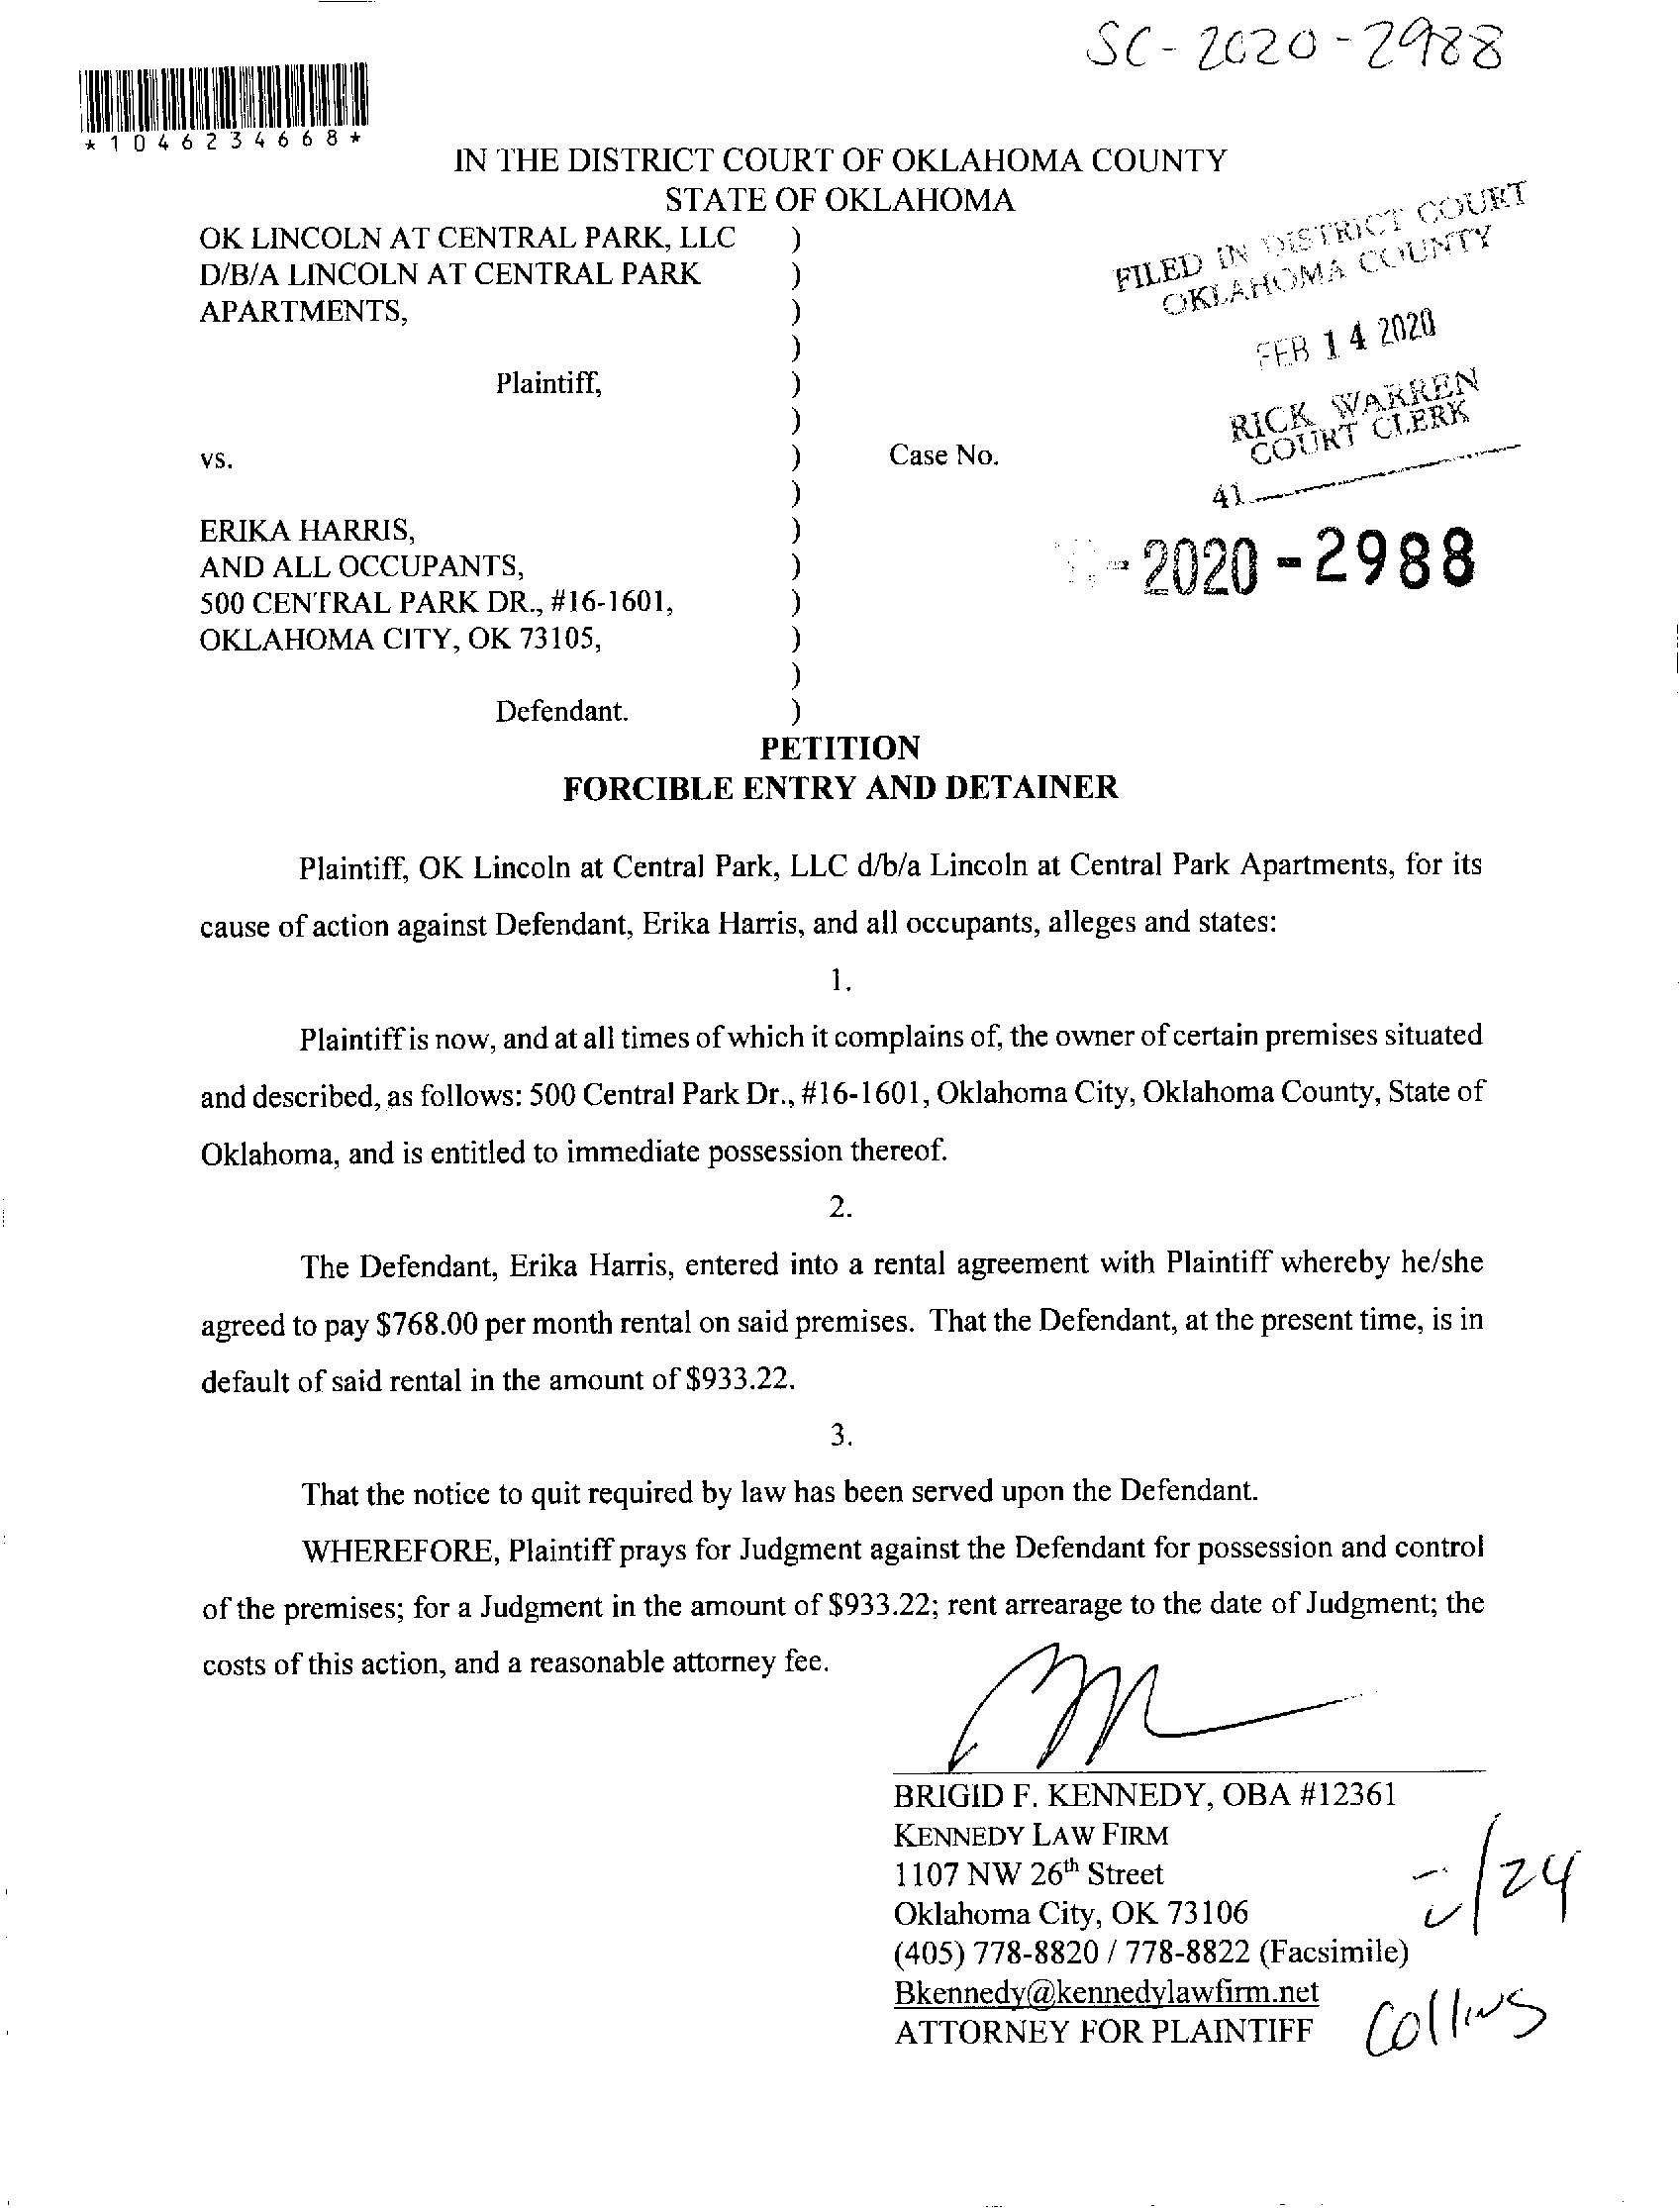 SC-2020-2988
*1046234668*
IN THE DISTRICT COURT OF OKLAHOMA COUNTY
STATE OF OKLAHOMA
OK LINCOLN AT CENTRAL PARK, LLC )
D/B/A LINCOLN AT CENTRAL PARK )
APARTMENTS, )
)
Plaintiff, )
)
vs. ) Case No.
)
ERIKA HARRIS, )
AND ALL OCCUPANTS, )
500 CENTRAL PARK DR., #16-1601, )
OKLAHOMA CITY, OK 73105, )
)
Defendant. )
FILED IN DISTRICT COURT
OKLAHOMA COUNTY
FEB 14 2020
RICK WARREN
COURT CLERK
41
-2020-2988
PETITION
FORCIBLE ENTRY AND DETAINER
Plaintiff, OK Lincoln at Central Park, LLC d/b/a Lincoln at Central Park Apartments, for its
cause of action against Defendant, Erika Harris, and all occupants, alleges and states:
1.
Plaintiff is now, and at all times of which it complains of, the owner of certain premises situated
and described, as follows: 500 Central Park Dr., #16-1601, Oklahoma City, Oklahoma County, State of
Oklahoma, and is entitled to immediate possession thereof.
2.
The Defendant, Erika Harris, entered into a rental agreement with Plaintiff whereby he/she
agreed to pay $768.00 per month rental on said premises. That the Defendant, at the present time, is in
default of said rental in the amount of $933.22.
3.
That the notice to quit required by law has been served upon the Defendant.
WHEREFORE, Plaintiff prays for Judgment against the Defendant for possession and control
of the premises; for a Judgment in the amount of $933.22; rent arrearage to the date of Judgment; the
costs of this action, and a reasonable attorney fee.
BRIGID F. KENNEDY, OBA #12361
KENNEDY LAW FIRM
1107 NW 26th Street
Oklahoma City, OK 73106
(405) 778-8820 / 778-8822 (Facsimile)
Bkennedy@kennedylawfirm.net
ATTORNEY FOR PLAINTIFF
/24
Collins